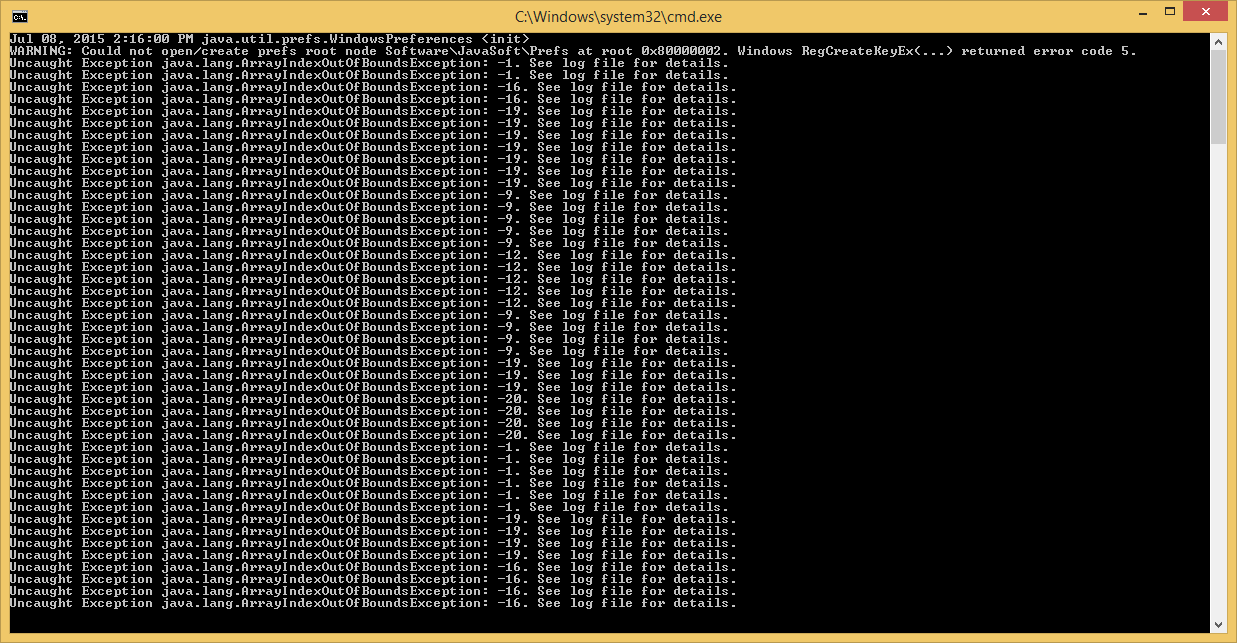 C:\Windows\system32\cmd.exe
Jul 08, 2015 2:16:00 PM java.util.prefs.WindowsPreferences <init>
WARNING: Could not open/create prefs root node Software\JavaSoft\Prefs at root 0x80000002. Windows RegCreateKeyEx(...) returned error code 5.
Uncaught Exception java.lang.ArrayIndexOutOfBoundsException: -1. See log file for details.
Uncaught Exception java.lang.ArrayIndexOutOfBoundsException: -1. See log file for details.
Uncaught Exception java.lang.ArrayIndexOutOfBoundsException: -16. See log file for details.
Uncaught Exception java.lang.ArrayIndexOutOfBoundsException: -16. See log file for details.
Uncaught Exception java.lang.ArrayIndexOutOfBoundsException: -19. See log file for details.
Uncaught Exception java.lang.ArrayIndexOutOfBoundsException: -19. See log file for details.
Uncaught Exception java.lang.ArrayIndexOutOfBoundsException: -19. See log file for details.
Uncaught Exception java.lang.ArrayIndexOutOfBoundsException: -19. See log file for details.
Uncaught Exception java.lang.ArrayIndexOutOfBoundsException: -19. See log file for details.
Uncaught Exception java.lang.ArrayIndexOutOfBoundsException: -19. See log file for details.
Uncaught Exception java.lang.ArrayIndexOutOfBoundsException: -19. See log file for details.
Uncaught Exception java.lang.ArrayIndexOutOfBoundsException: -9. See log file for details.
Uncaught Exception java.lang.ArrayIndexOutOfBoundsException: -9. See log file for details.
Uncaught Exception java.lang.ArrayIndexOutOfBoundsException: -9. See log file for details.
Uncaught Exception java.lang.ArrayIndexOutOfBoundsException: -9. See log file for details.
Uncaught Exception java.lang.ArrayIndexOutOfBoundsException: -9. See log file for details.
Uncaught Exception java.lang.ArrayIndexOutOfBoundsException: -12. See log file for details.
Uncaught Exception java.lang.ArrayIndexOutOfBoundsException: -12. See log file for details.
Uncaught Exception java.lang.ArrayIndexOutOfBoundsException: -12. See log file for details.
Uncaught Exception java.lang.ArrayIndexOutOfBoundsException: -12. See log file for details.
Uncaught Exception java.lang.ArrayIndexOutOfBoundsException: -12. See log file for details.
Uncaught Exception java.lang.ArrayIndexOutOfBoundsException: -9. See log file for details.
Uncaught Exception java.lang.ArrayIndexOutOfBoundsException: -9. See log file for details.
Uncaught Exception java.lang.ArrayIndexOutOfBoundsException: -9. See log file for details.
Uncaught Exception java.lang.ArrayIndexOutOfBoundsException: -9. See log file for details.
Uncaught Exception java.lang.ArrayIndexOutOfBoundsException: -19. See log file for details.
Uncaught Exception java.lang.ArrayIndexOutOfBoundsException: -19. See log file for details.
Uncaught Exception java.lang.ArrayIndexOutOfBoundsException: -19. See log file for details.
Uncaught Exception java.lang.ArrayIndexOutOfBoundsException: -20. See log file for details.
Uncaught Exception java.lang.ArrayIndexOutOfBoundsException: -20. See log file for details.
Uncaught Exception java.lang.ArrayIndexOutOfBoundsException: -20. See log file for details.
Uncaught Exception java.lang.ArrayIndexOutOfBoundsException: -20. See log file for details.
Uncaught Exception java.lang.ArrayIndexOutOfBoundsException: -1. See log file for details.
Uncaught Exception java.lang.ArrayIndexOutOfBoundsException: -1. See log file for details.
Uncaught Exception java.lang.ArrayIndexOutOfBoundsException: -1. See log file for details.
Uncaught Exception java.lang.ArrayIndexOutOfBoundsException: -1. See log file for details.
Uncaught Exception java.lang.ArrayIndexOutOfBoundsException: -1. See log file for details.
Uncaught Exception java.lang.ArrayIndexOutOfBoundsException: -1. See log file for details.
Uncaught Exception java.lang.ArrayIndexOutOfBoundsException: -19. See log file for details.
Uncaught Exception java.lang.ArrayIndexOutOfBoundsException: -19. See log file for details.
Uncaught Exception java.lang.ArrayIndexOutOfBoundsException: -19. See log file for details.
Uncaught Exception java.lang.ArrayIndexOutOfBoundsException: -19. See log file for details.
Uncaught Exception java.lang.ArrayIndexOutOfBoundsException: -16. See log file for details.
Uncaught Exception java.lang.ArrayIndexOutOfBoundsException: -16. See log file for details.
Uncaught Exception java.lang.ArrayIndexOutOfBoundsException: -16. See log file for details.
Uncaught Exception java.lang.ArrayIndexOutOfBoundsException: -16. See log file for details.